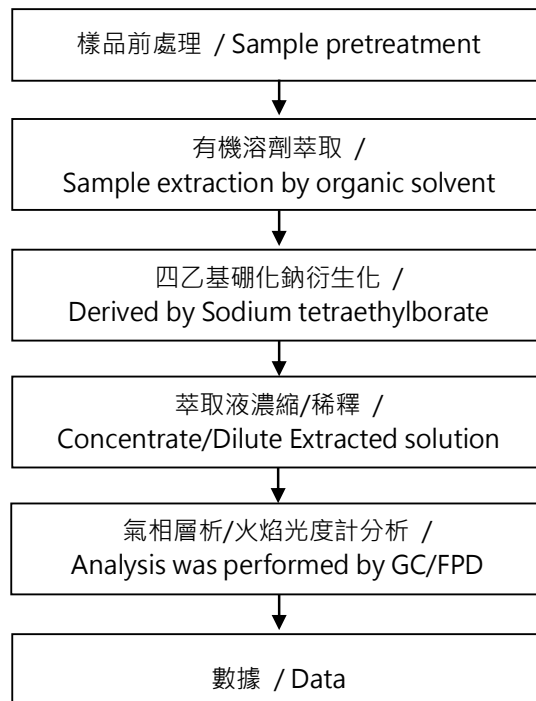 樣品前處理 / Sample pretreatment
有機溶劑萃取 /
Sample extraction by organic solvent
四乙基硼化鈉衍生化 /
Derived by Sodium tetraethylborate
萃取液濃縮/稀釋 /
Concentrate/Dilute Extracted solution
氣相層析/火焰光度計分析 /
Analysis was performed by GC/FPD
數據 / Data